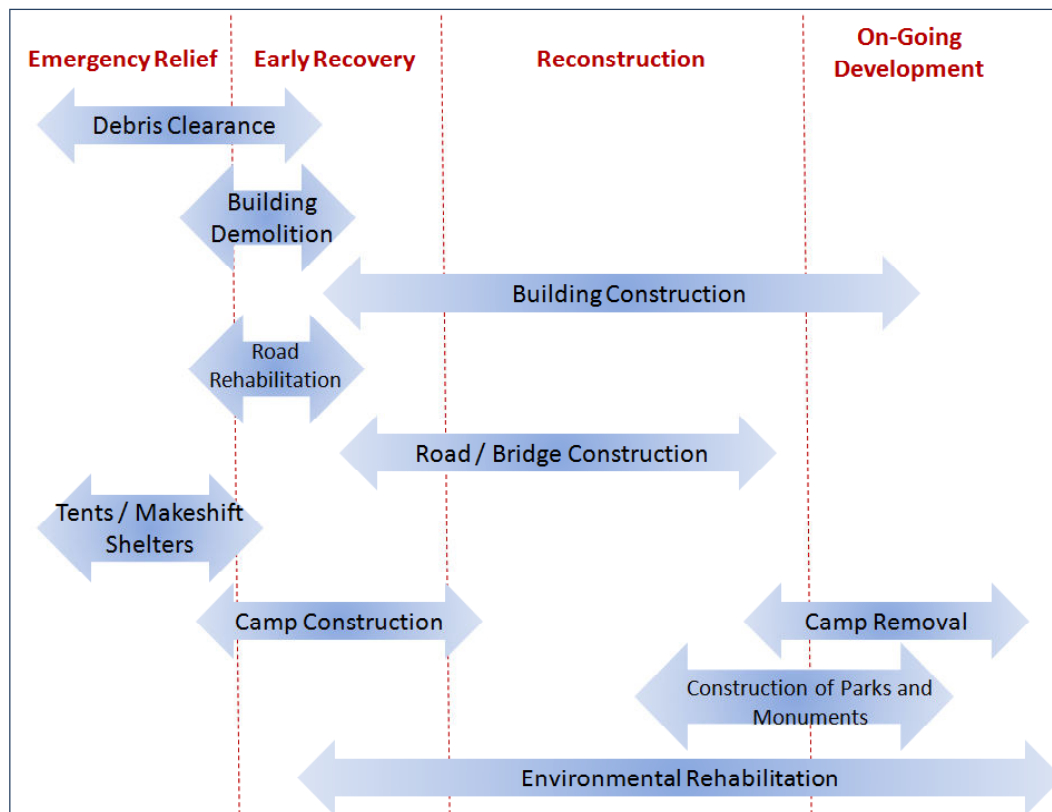 On-Going
Emergency Relief Early Recovery Reconstruction Development
Debris Clearance
Building
Demolition
Building Construction
Road
Rehabilitation
Road / Bridge Construction
Tents / Makeshift
Shelters
Camp Construction
Camp Removal
Construction of Parks and
Monuments
Environmental Rehabilitation